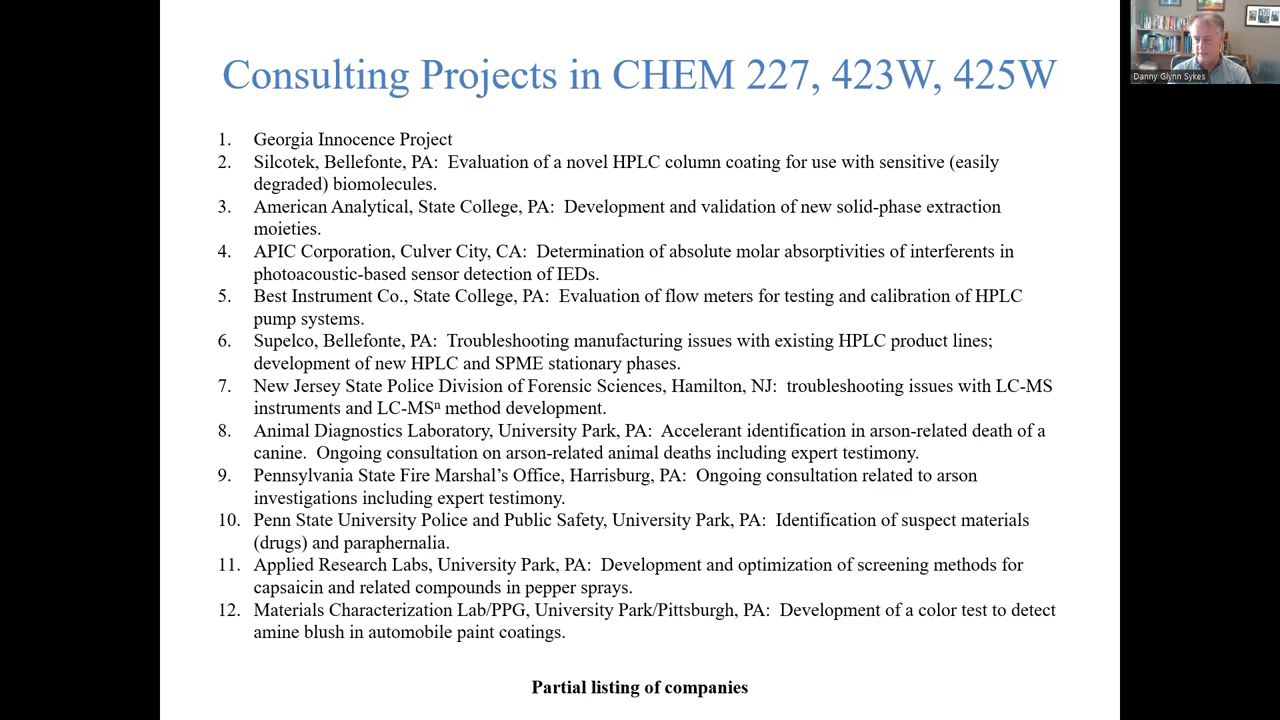 Consulting Projects in CHEM 227, 423W, 425W
Danny Glynn Sykes
1. Georgia Innocence Project
2. Silcotek, Bellefonte, PA: Evaluation of a novel HPLC column coating for use with sensitive (easily
degraded) biomolecules.
3. American Analytical, State College, PA: Development and validation of new solid-phase extraction
moieties.
4. APIC Corporation, Culver City, CA: Determination of absolute molar absorptivities of interferents in
photoacoustic-based sensor detection of IEDs.
5. Best Instrument Co., State College, PA: Evaluation of flow meters for testing and calibration of HPLC
pump systems.
6. Supelco, Bellefonte, PA: Troubleshooting manufacturing issues with existing HPLC product lines;
development of new HPLC and SPME stationary phases.
7. New Jersey State Police Division of Forensic Sciences, Hamilton, NJ: troubleshooting issues with LC-MS
instruments and LC-MSⁿ method development.
8. Animal Diagnostics Laboratory, University Park, PA: Accelerant identification in arson-related death of a
canine. Ongoing consultation on arson-related animal deaths including expert testimony.
9. Pennsylvania State Fire Marshal’s Office, Harrisburg, PA: Ongoing consultation related to arson
investigations including expert testimony.
10. Penn State University Police and Public Safety, University Park, PA: Identification of suspect materials
(drugs) and paraphernalia.
11. Applied Research Labs, University Park, PA: Development and optimization of screening methods for
capsaicin and related compounds in pepper sprays.
12. Materials Characterization Lab/PPG, University Park/Pittsburgh, PA: Development of a color test to detect
amine blush in automobile paint coatings.
Partial listing of companies